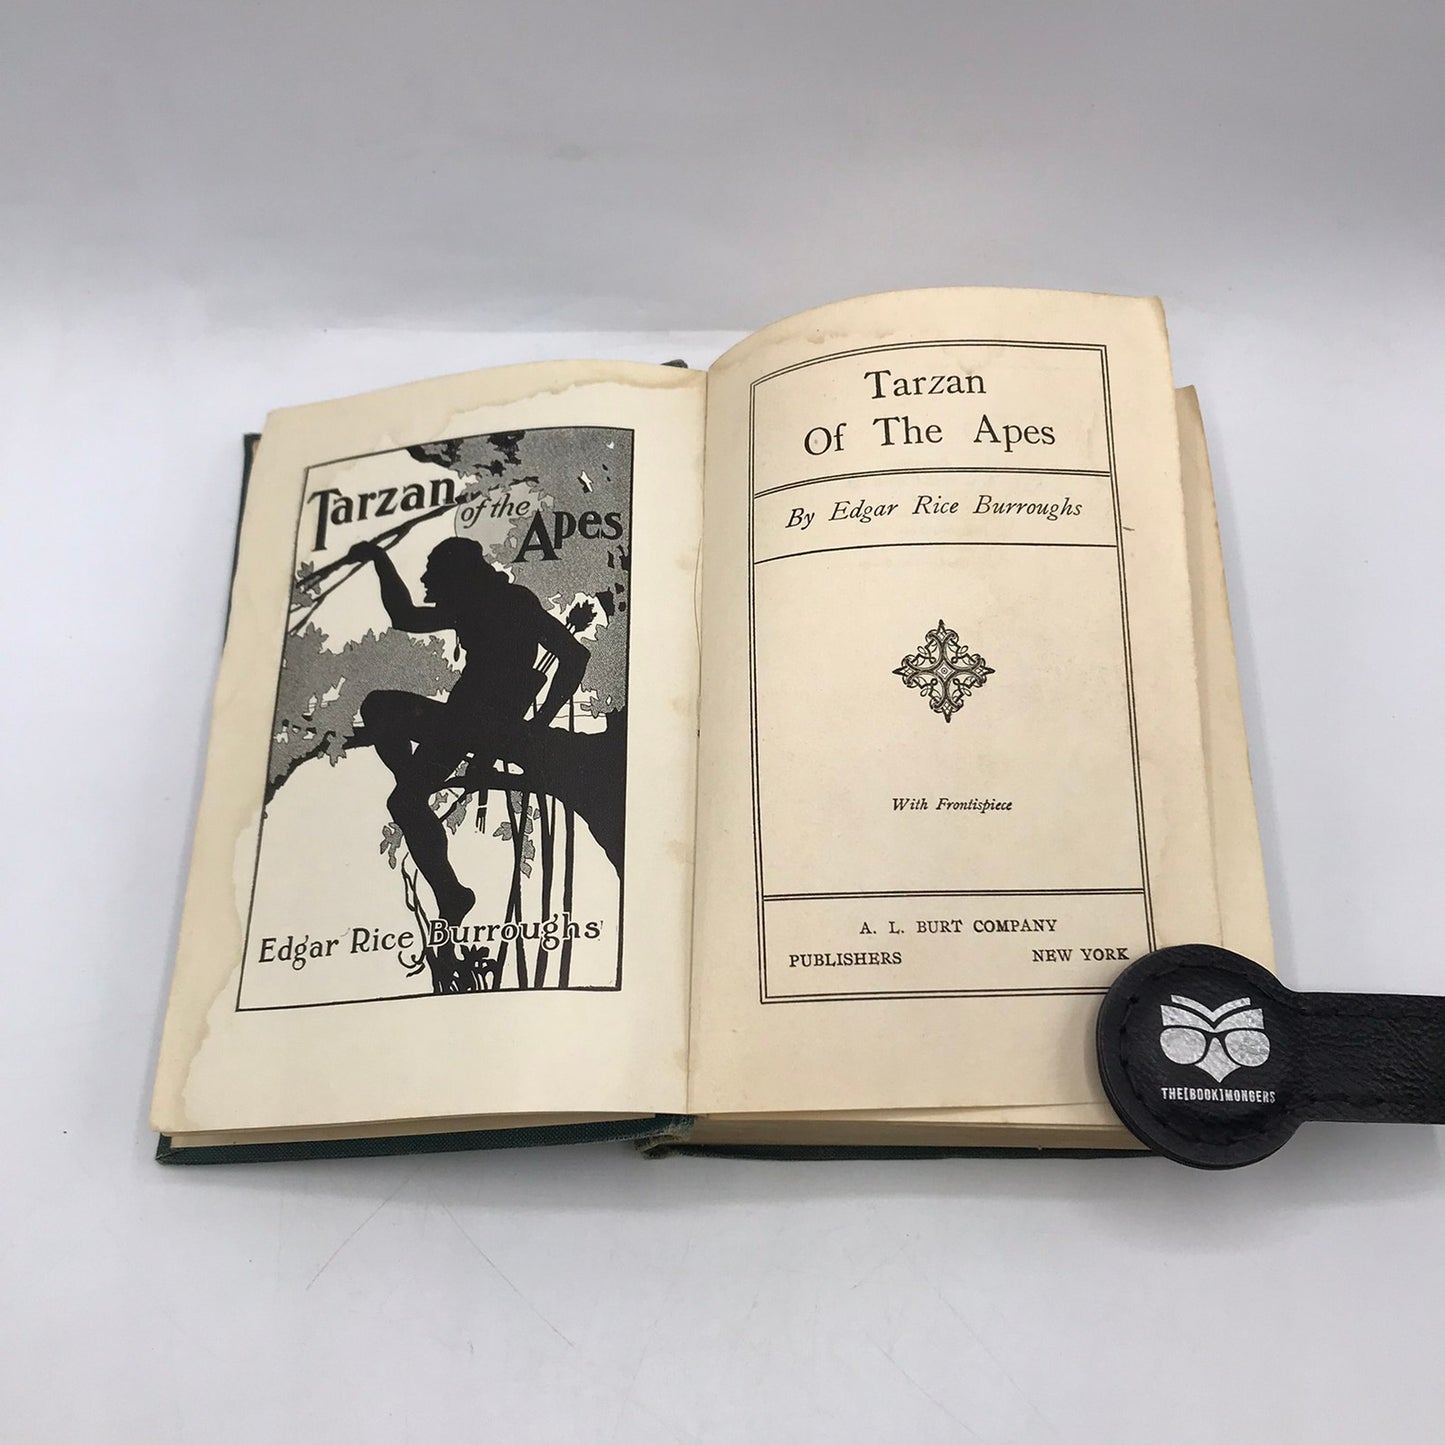 Tarzan
of the
Apes
Edgar Rice Burroughs
Tarzan
Of The Apes
By Edgar Rice Burroughs
With Frontispiece
A. L. BURT COMPANY
PUBLISHERS NEW YORK
THE[BOOK]MONGERS